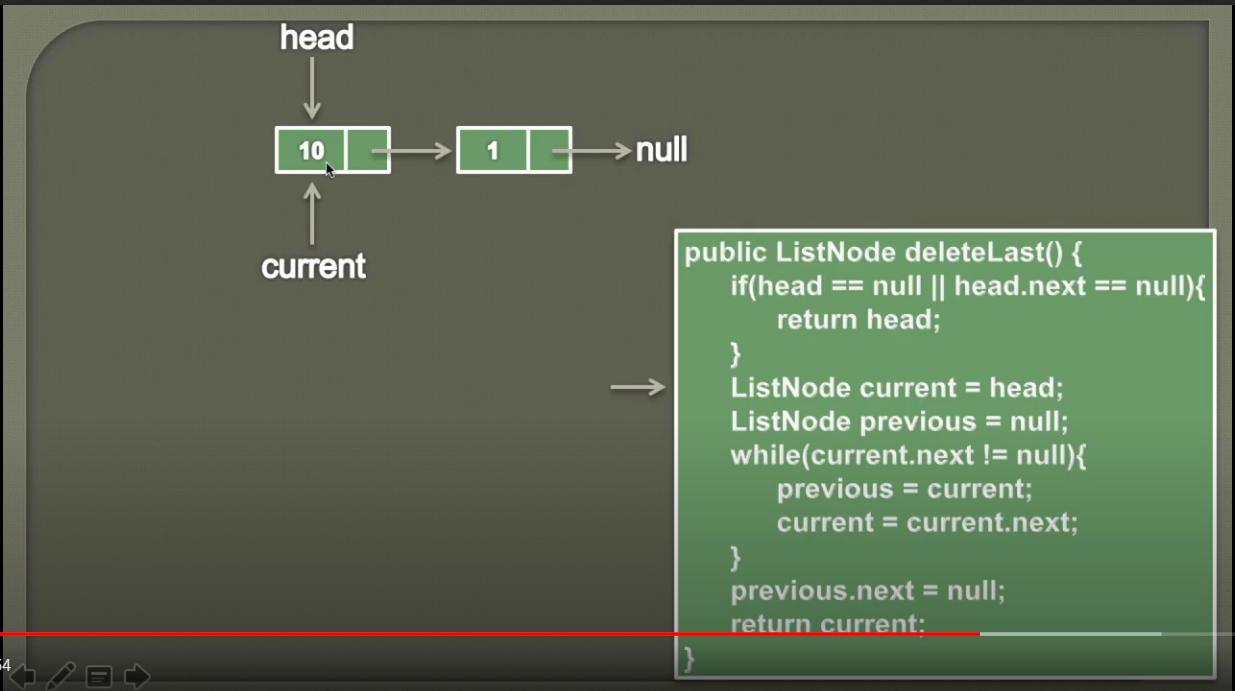 head
10 1 null
current
public ListNode deleteLast() {
if(head == null || head.next == null){
return head;
}
ListNode current = head;
ListNode previous = null;
while(current.next != null){
previous = current;
current = current.next;
}
previous.next = null;
return current;
}
54